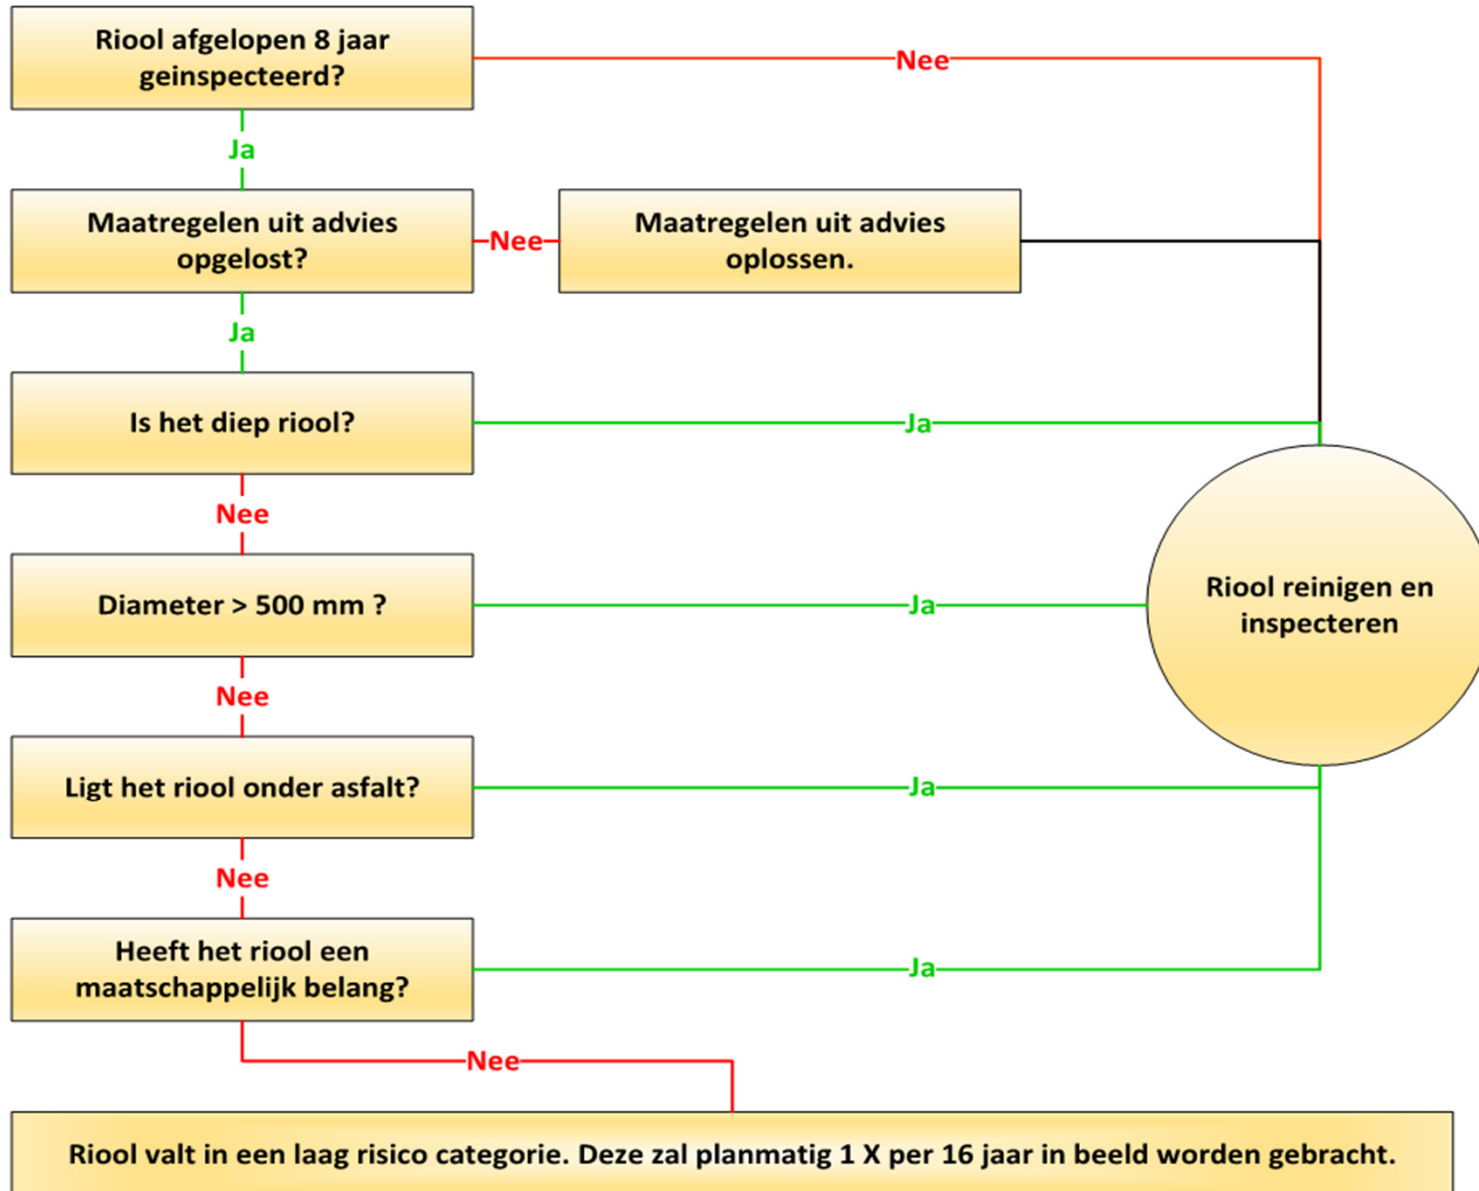 Riool afgelopen 8 jaar
geinspecteerd?
Nee
Ja
Maatregelen uit advies
opgelost?
Nee
Maatregelen uit advies
oplossen.
Ja
Is het diep riool?
Ja
Nee
Diameter > 500 mm ?
Ja
Riool reinigen en
inspecteren
Nee
Ligt het riool onder asfalt?
Ja
Nee
Heeft het riool een
maatschappelijk belang?
Ja
Nee
Riool valt in een laag risico categorie. Deze zal planmatig 1 X per 16 jaar in beeld worden gebracht.